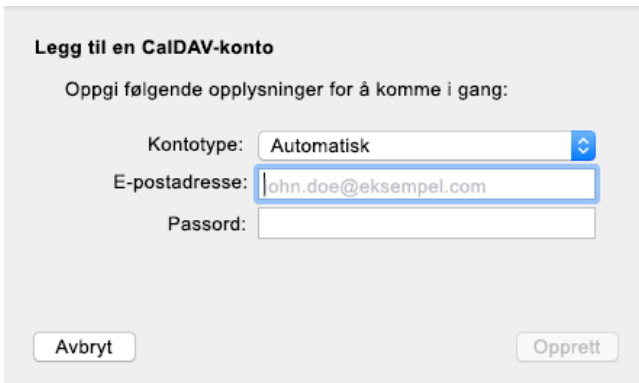 Legg til en CalDAV-konto
Oppgi følgende opplysninger for å komme i gang:
Kontotype: Automatisk
E-postadresse: john.doe@eksempel.com
Passord:
Avbryt Opprett